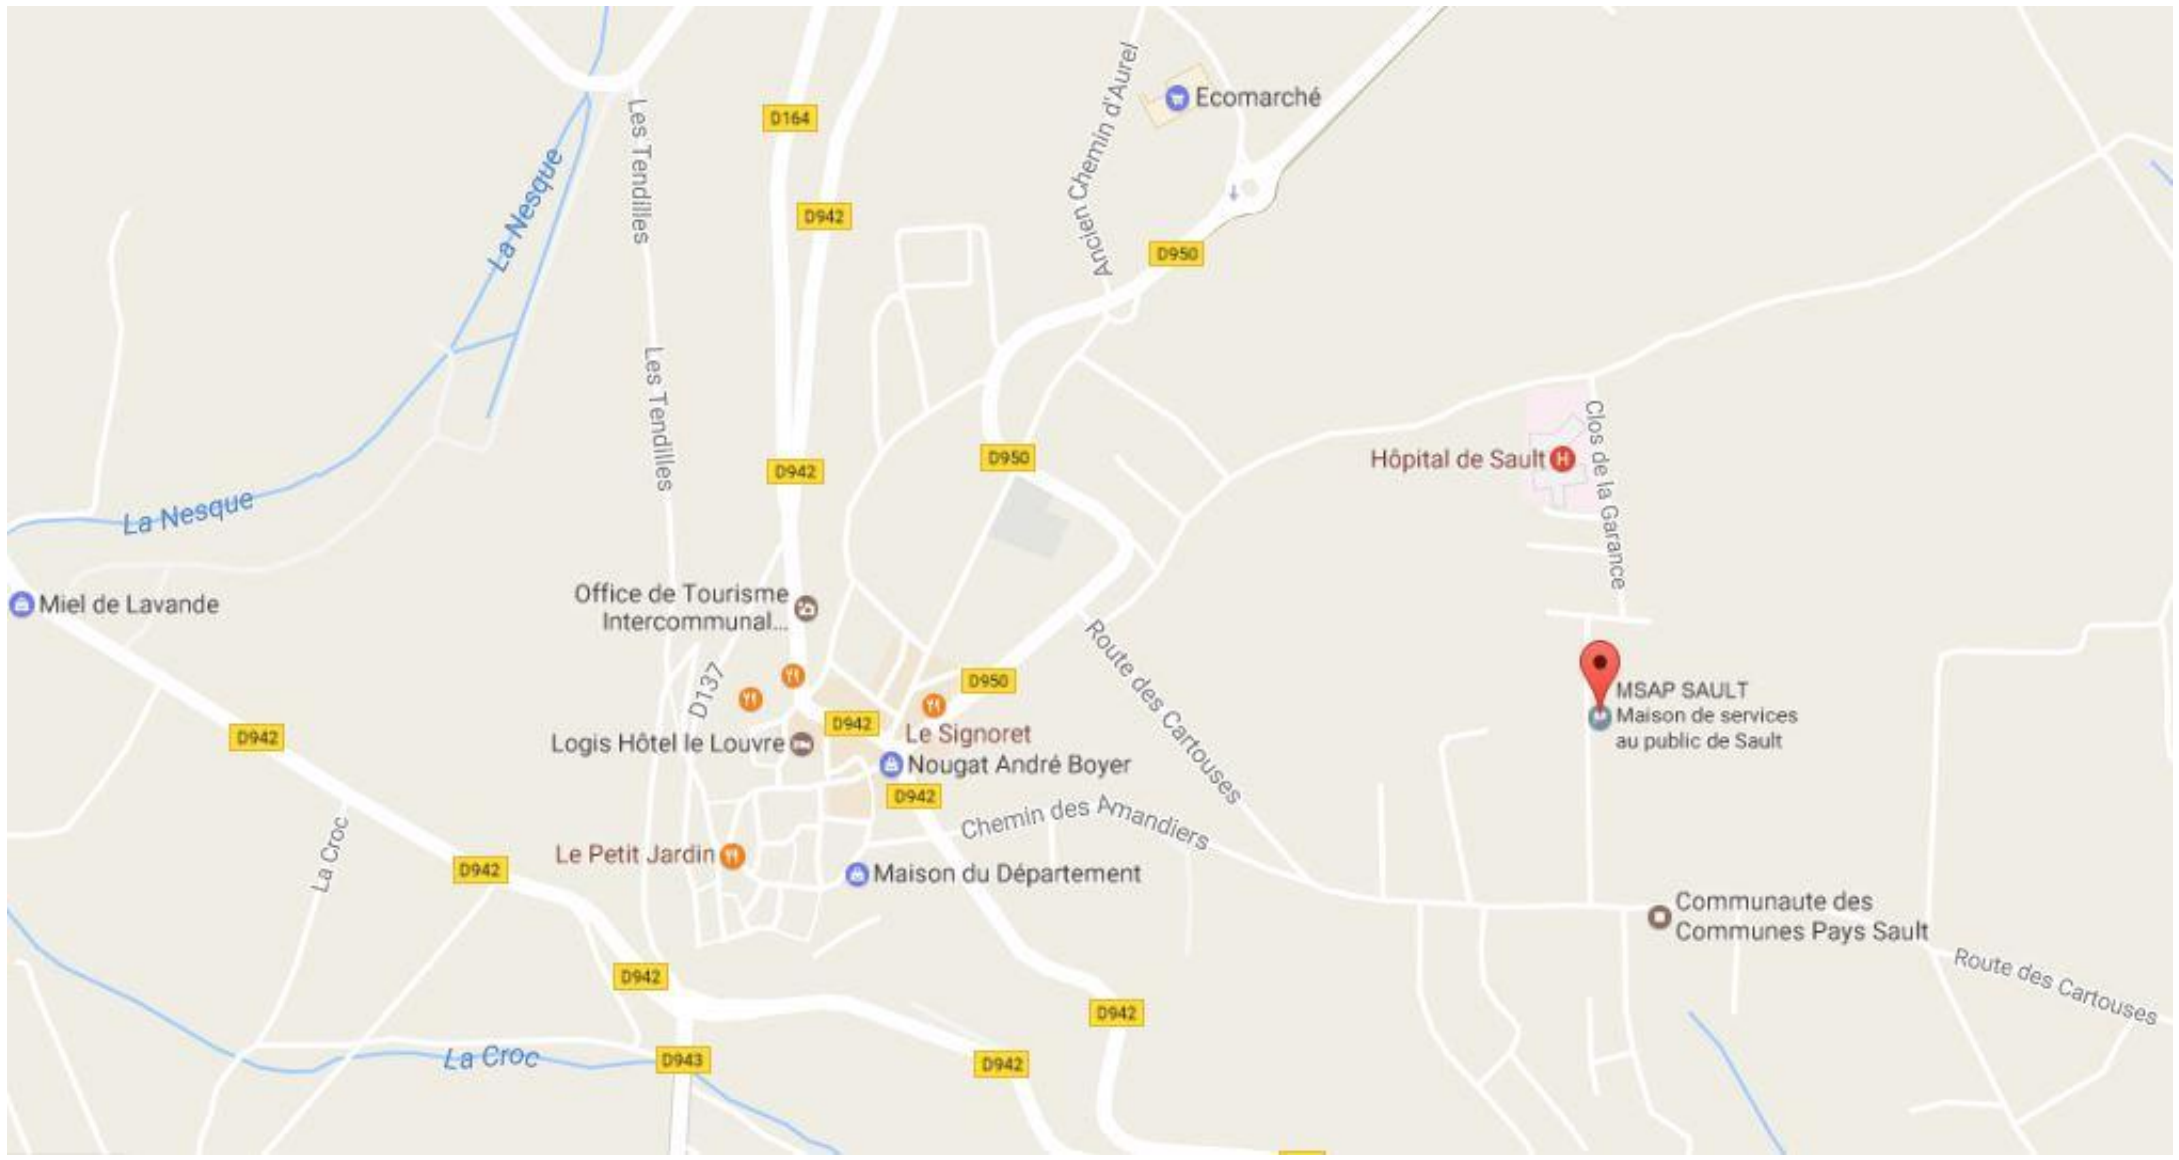 Ecomarché
Ancien Chemin d'Aurel
D164
Les Tendilles
La Nesque
D942
D950
Les Tendilles
Clos de la Garance
Hôpital de Sault
D950
D942
La Nesque
Office de Tourisme
Intercommunal...
Miel de Lavande
Route des Cartouses
D137
D950
MSAP SAULT
Maison de services
au public de Sault
D942
Le Signoret
D942
Logis Hôtel le Louvre
Nougat André Boyer
D942
Chemin des Amandiers
La Croc
Le Petit Jardin
D942
Maison du Département
Communaute des
Communes Pays Sault
D942
Route des Cartouses
D942
La Croc
D943
D942